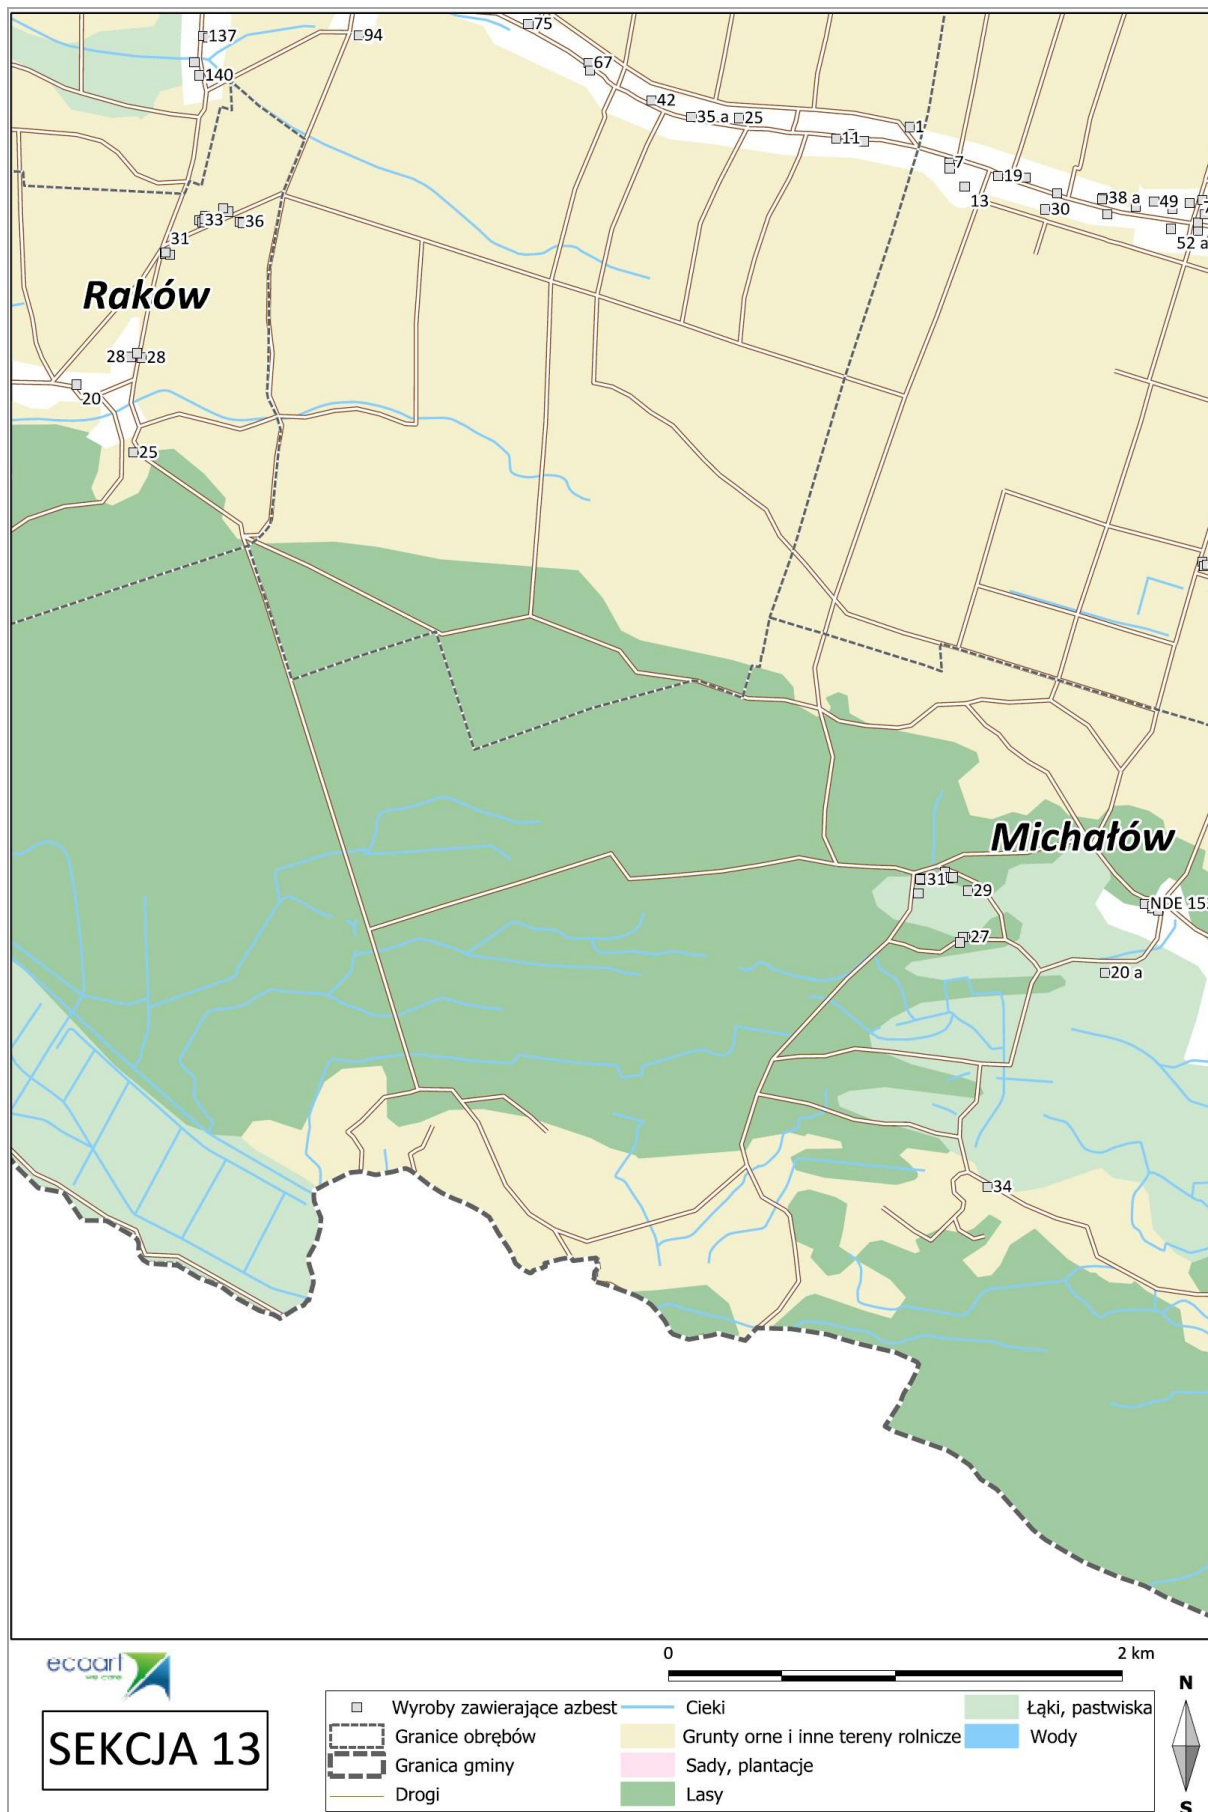 75
137
94
67
140
42
35 a
25
1
11
7
19
13
38 a
49
30
33
36
52 a
31
Raków
28
28
20
25
Michałów
31
29
NDE 15
27
20 a
34
ecoart
we care
SEKCJA 13
0
2 km
Wyroby zawierające azbest
Granice obrębów
Granica gminy
Drogi
Cieki
Grunty orne i inne tereny rolnicze
Sady, plantacje
Lasy
Łąki, pastwiska
Wody
N
S